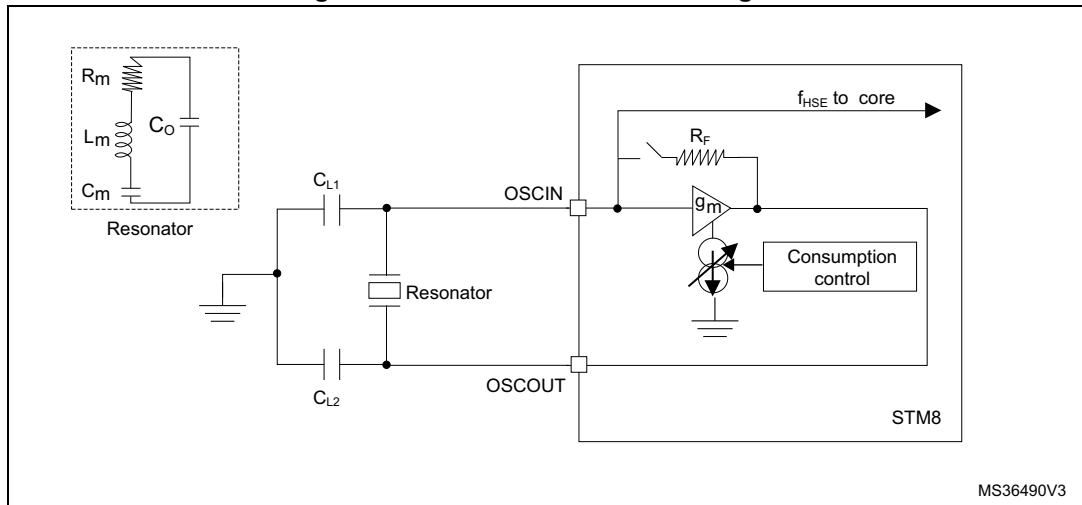 Rm
Lm
Cm
CO
Resonator
CL1
CL2
Resonator
OSCIN
OSCOUT
fHSE to core
RF
gm
Consumption
control
STM8
MS36490V3